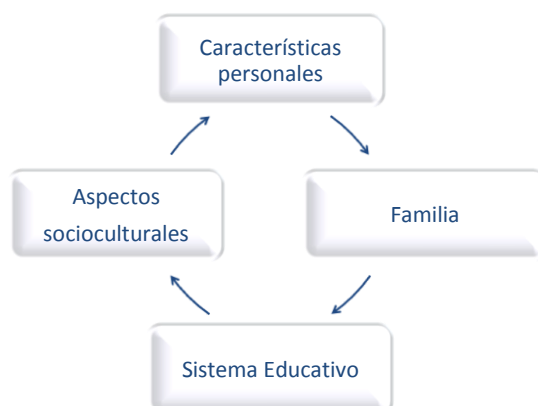 Características
personales
Aspectos
socioculturales
Familia
Sistema Educativo